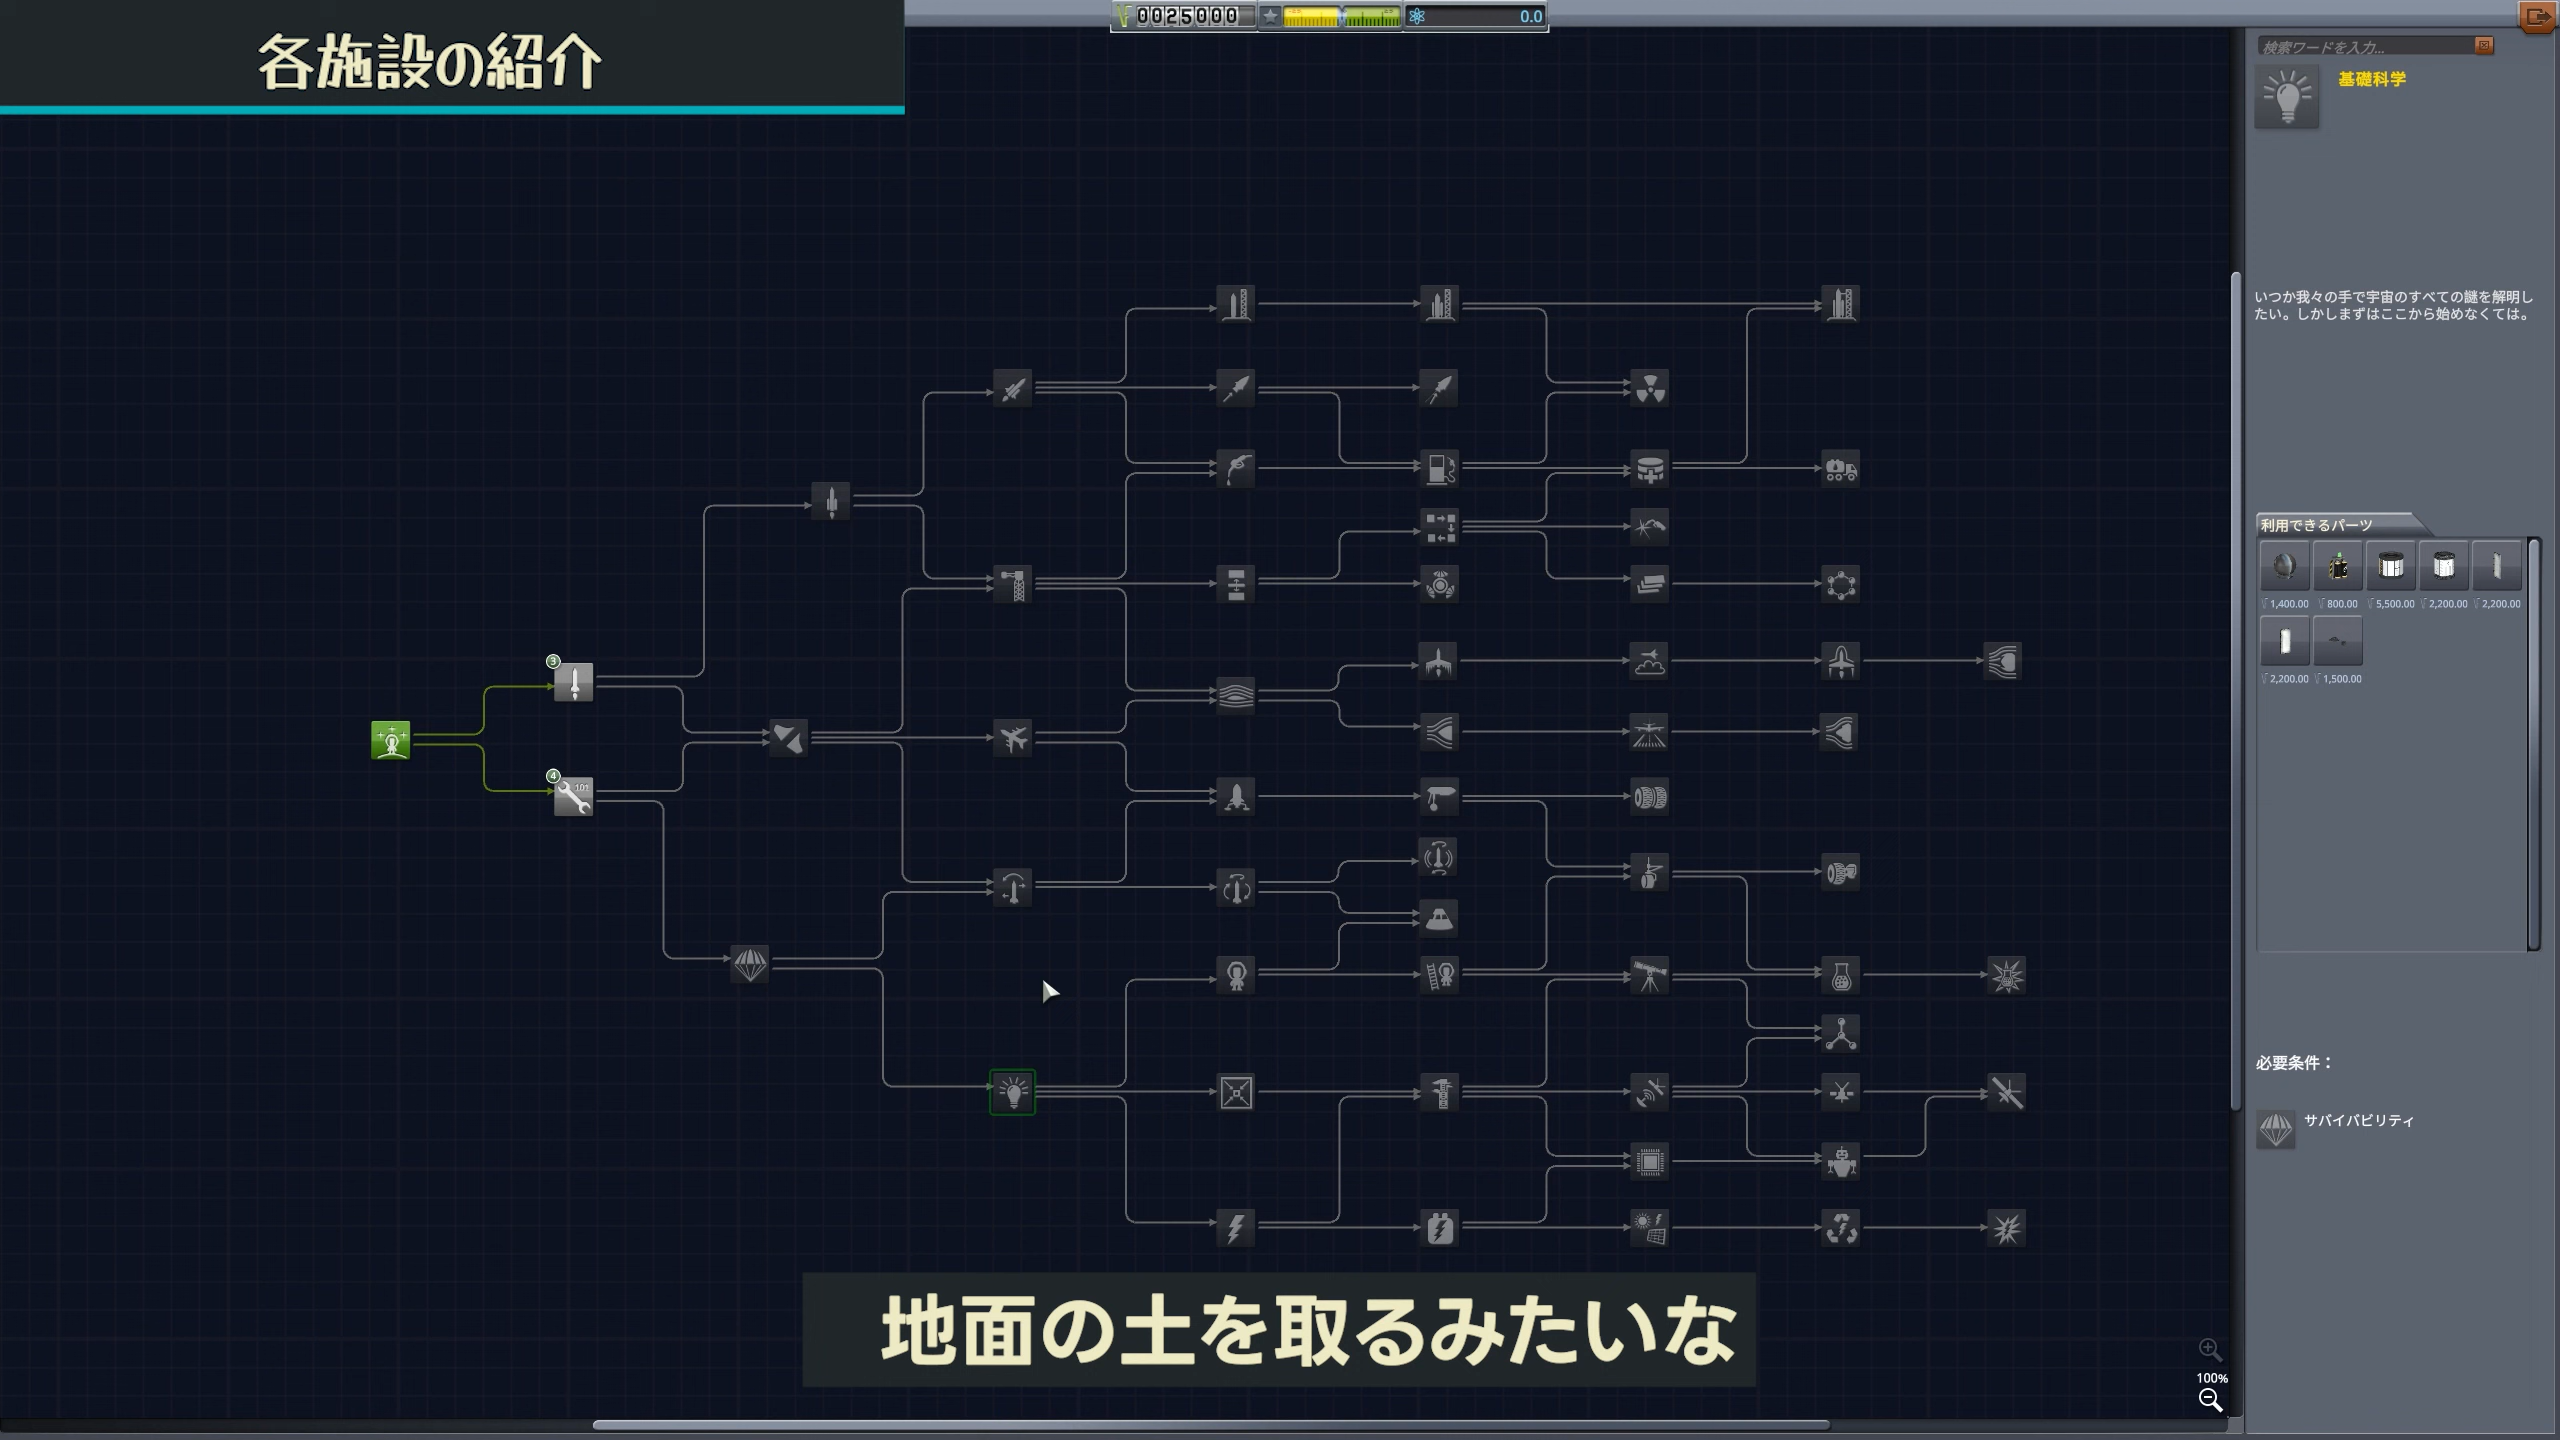 各施設の紹介
0025000
0.0
検索ワードを入力...
基礎科学
いつか我々の手で宇宙のすべての謎を解明し
たい。しかしまずはここから始めなくては。
利用できるパーツ
1,400.00 800.00 5,500.00 2,200.00 2,200.00
2,200.00 1,500.00
3
4
101
必要条件：
サバイバビリティ
地面の土を取るみたいな
100%